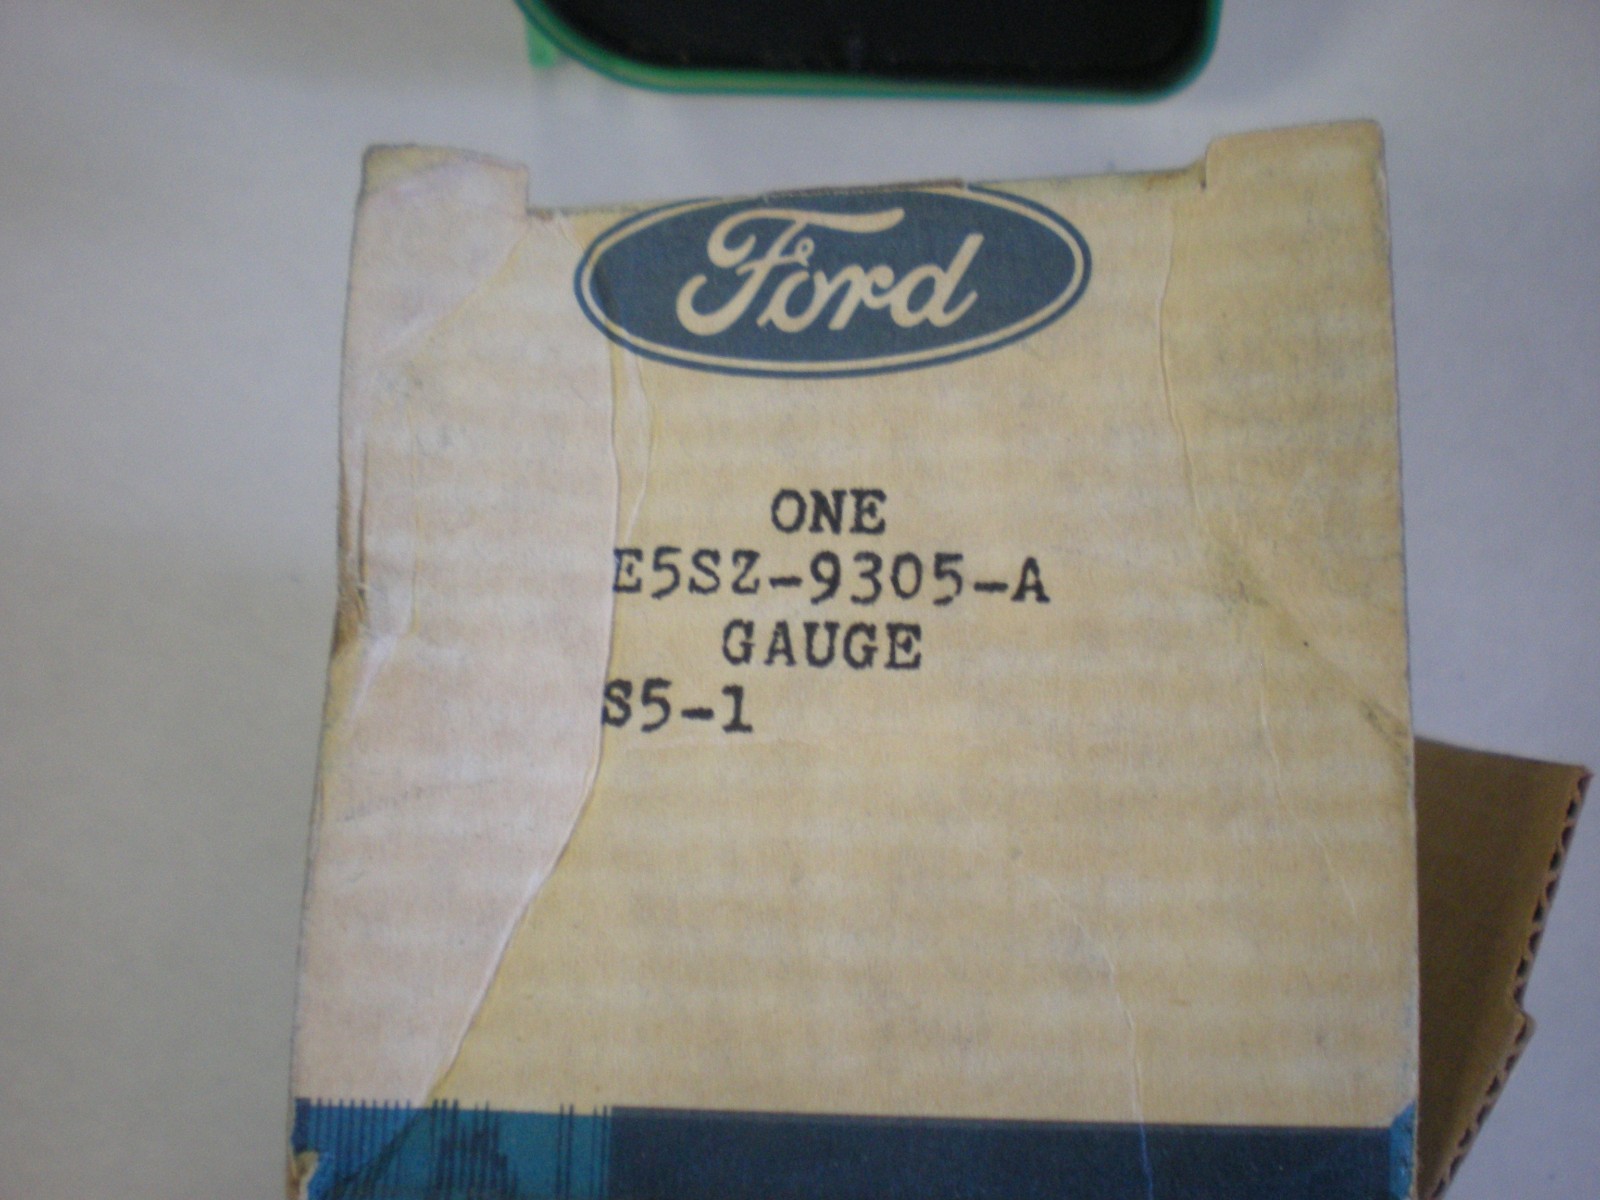 Ford
ONE
E5SZ-9305-A
GAUGE
S5-1